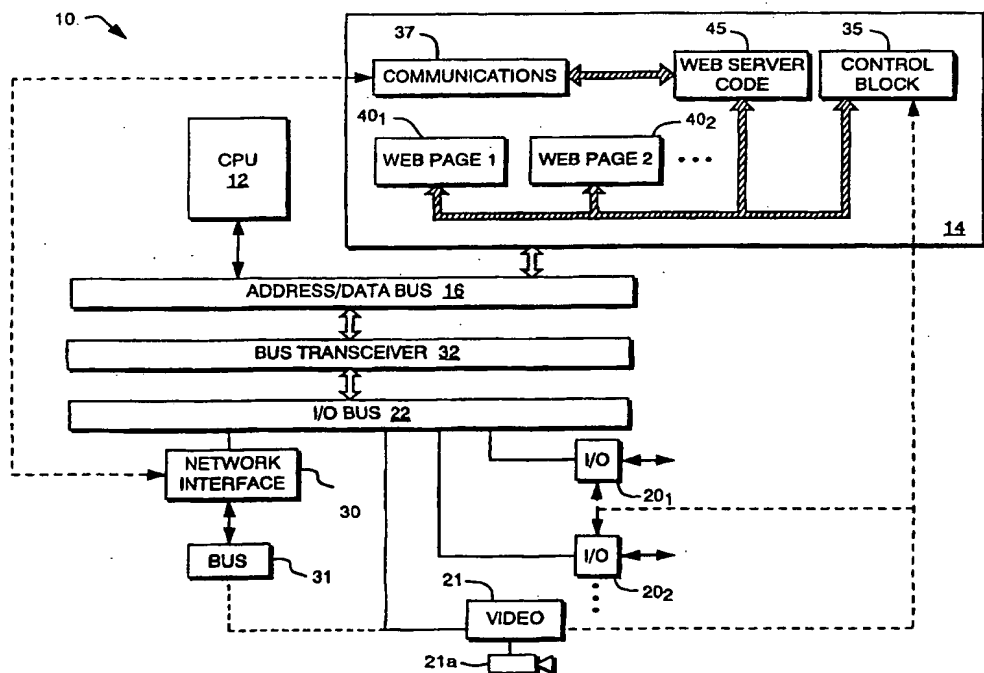 10.
37
45
35
COMMUNICATIONS
WEB SERVER
CODE
CONTROL
BLOCK
40₁
40₂
WEB PAGE 1
WEB PAGE 2
CPU
12
14
ADDRESS/DATA BUS 16
BUS TRANSCEIVER 32
I/O BUS 22
NETWORK
INTERFACE
30
I/O
20₁
BUS
31
I/O
20₂
21
VIDEO
21a